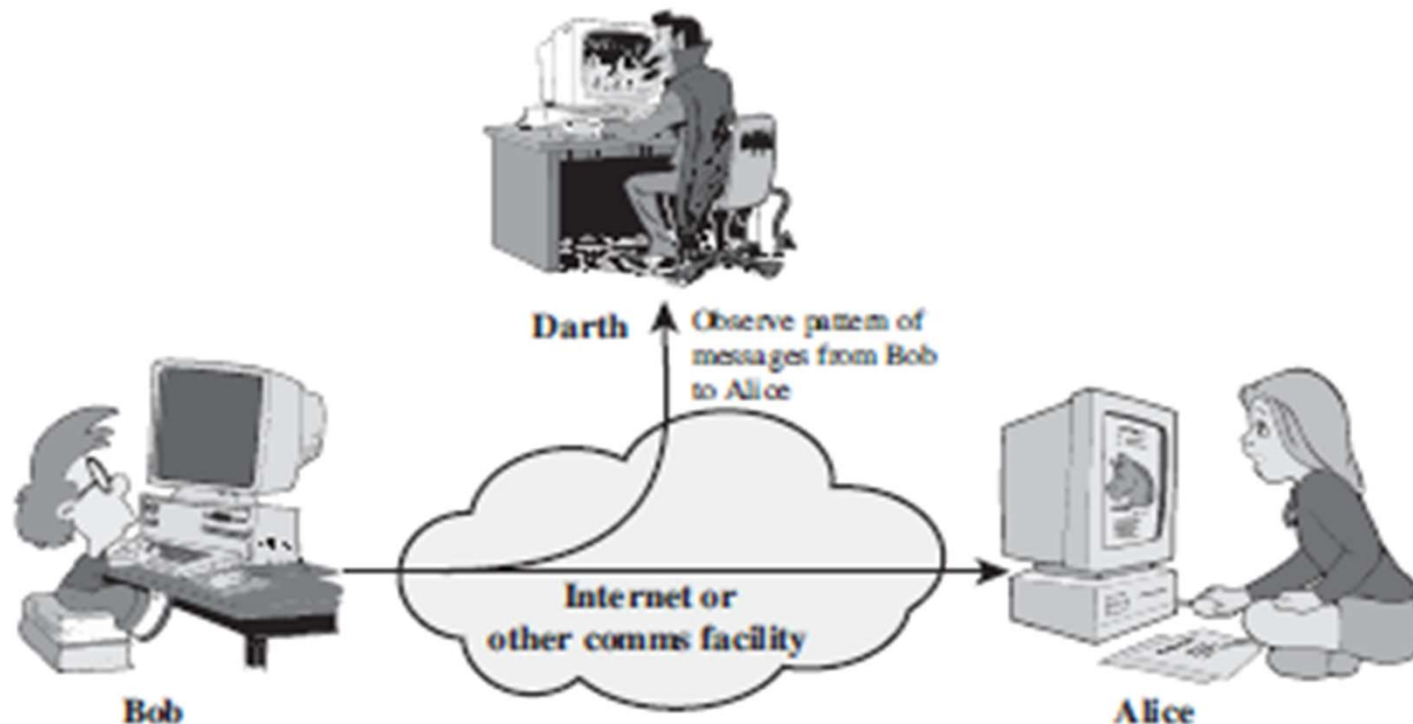 Darth
Observe pattern of
messages from Bob
to Alice
Internet or
other comms facility
Bob
Alice